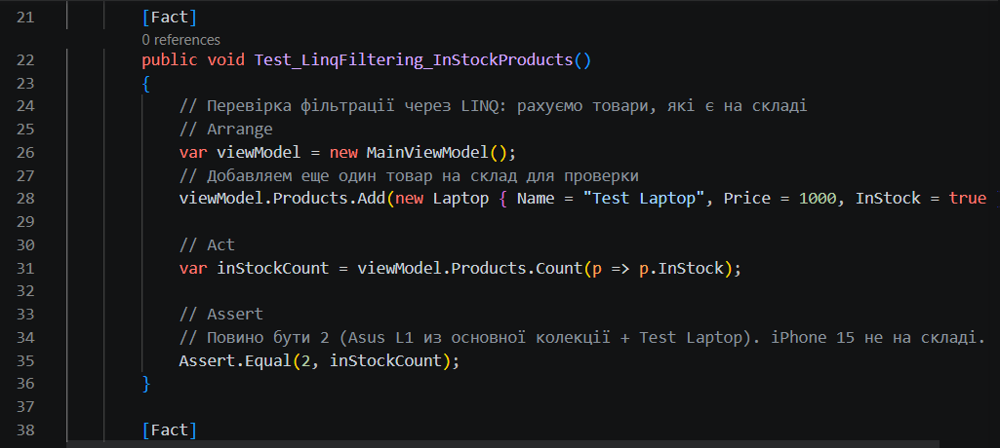 21 [Fact]
0 references
22 public void Test_LinqFiltering_InStockProducts()
23 {
24 // Перевірка фільтрації через LINQ: рахуємо товари, які є на складі
25 // Arrange
26 var viewModel = new MainViewModel();
27 // Добавляем еще один товар на склад для проверки
28 viewModel.Products.Add(new Laptop { Name = "Test Laptop", Price = 1000, InStock = true
29
30 // Act
31 var inStockCount = viewModel.Products.Count(p => p.InStock);
32
33 // Assert
34 // Повино бути 2 (Asus L1 из основної колекції + Test Laptop). iPhone 15 не на складі.
35 Assert.Equal(2, inStockCount);
36 }
37
38 [Fact]